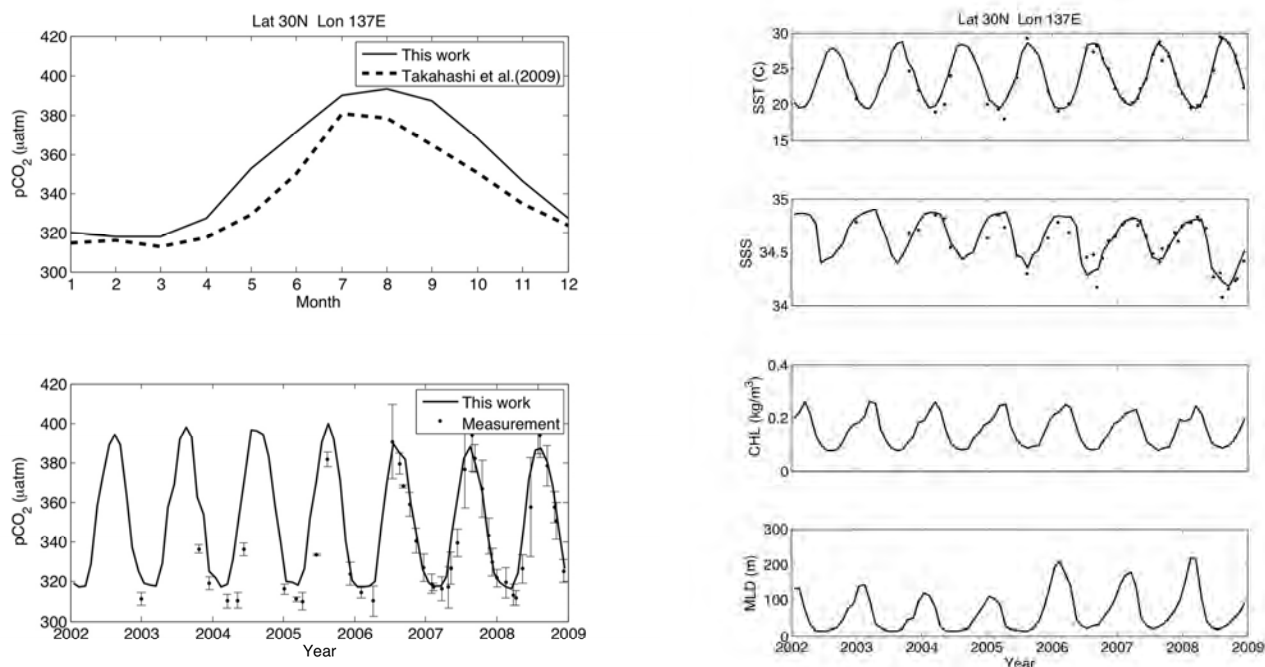 Lat 30N Lon 137E
420
400
380
360
340
320
300
pCO2 (µatm)
This work
Takahashi et al.(2009)
1 2 3 4 5 6 7 8 9 10 11 12
Month
420
400
380
360
340
320
300
pCO2 (µatm)
This work
Measurement
2002 2003 2004 2005 2006 2007 2008 2009
Year
Lat 30N Lon 137E
30
25
20
15
SST (C)
35
34.5
34
SSS
0.4
0.2
0
CHL (kg/m³)
300
200
100
0
MLD (m)
2002 2003 2004 2005 2006 2007 2008 2009
Year